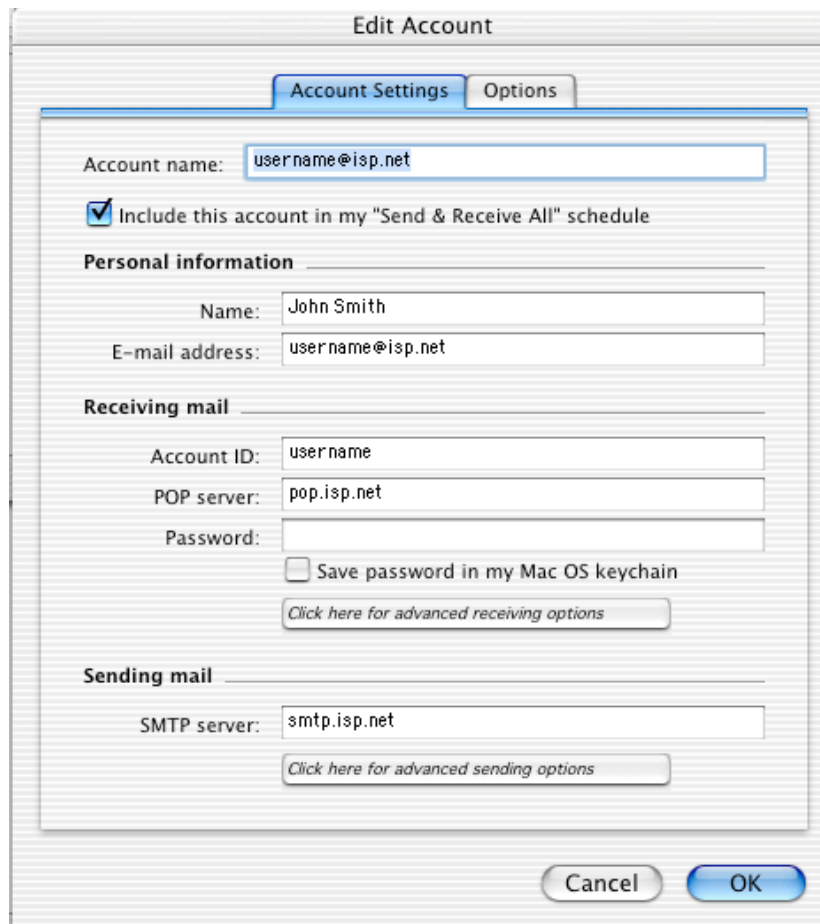 Edit Account
Account Settings Options
Account name: username@isp.net
Include this account in my "Send & Receive All" schedule
Personal information
Name: John Smith
E-mail address: username@isp.net
Receiving mail
Account ID: username
POP server: pop.isp.net
Password:
Save password in my Mac OS keychain
Click here for advanced receiving options
Sending mail
SMTP server: smtp.isp.net
Click here for advanced sending options
Cancel OK